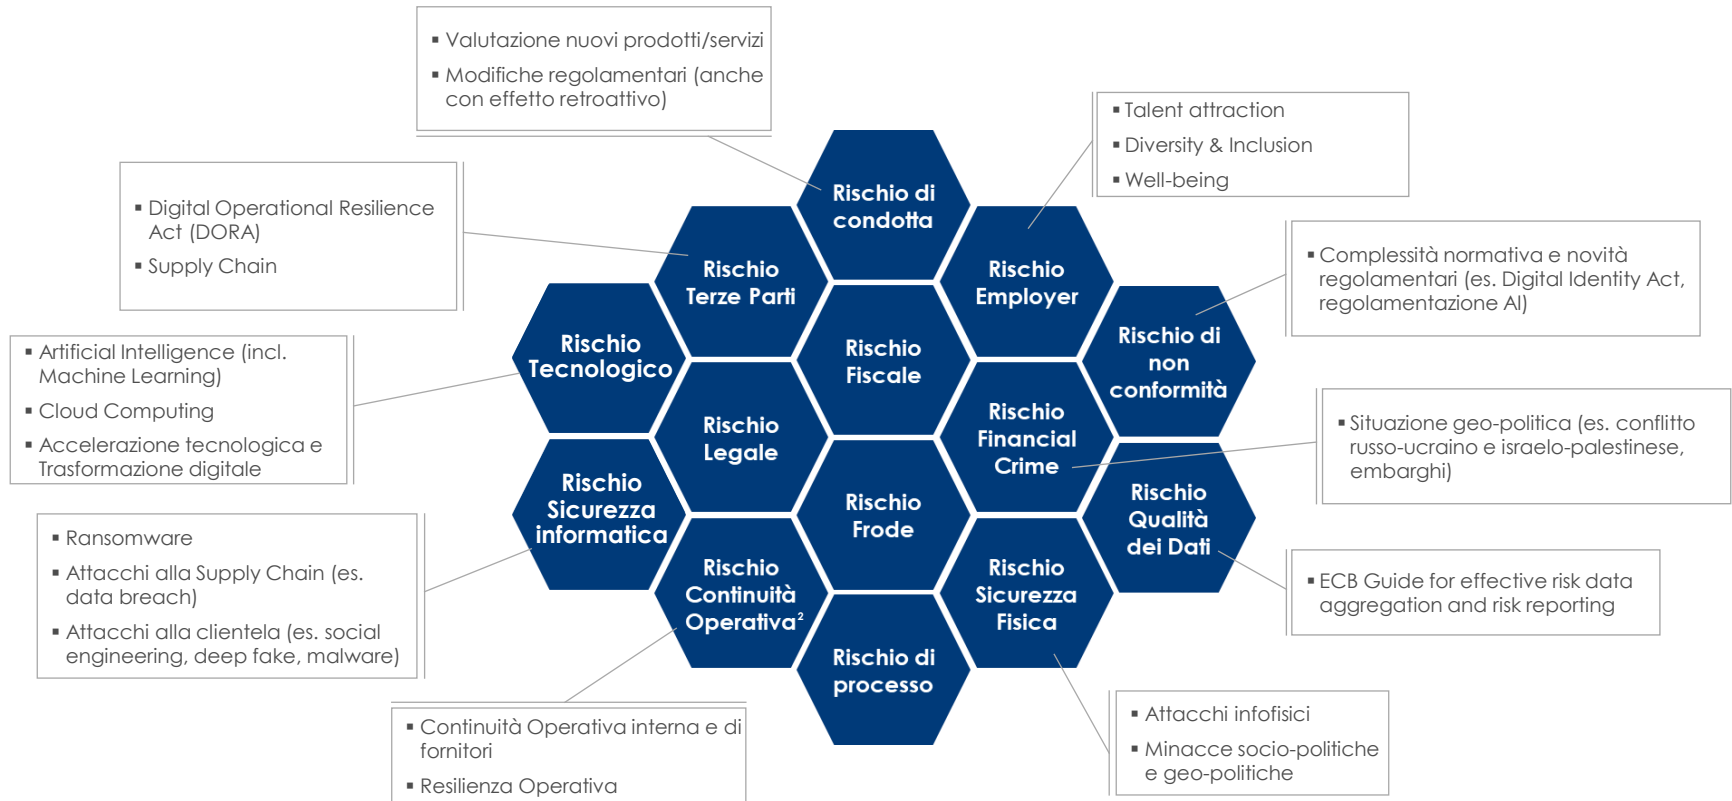 ▪ Valutazione nuovi prodotti/servizi
▪ Modifiche regolamentari (anche
con effetto retroattivo)
▪ Talent attraction
▪ Diversity & Inclusion
▪ Well-being
▪ Digital Operational Resilience
Act (DORA)
▪ Supply Chain
▪ Complessità normativa e novità
regolamentari (es. Digital Identity Act,
regolamentazione AI)
▪ Artificial Intelligence (incl.
Machine Learning)
▪ Cloud Computing
▪ Accelerazione tecnologica e
Trasformazione digitale
▪ Situazione geo-politica (es. conflitto
russo-ucraino e israelo-palestinese,
embarghi)
▪ Ransomware
▪ Attacchi alla Supply Chain (es.
data breach)
▪ Attacchi alla clientela (es. social
engineering, deep fake, malware)
▪ ECB Guide for effective risk data
aggregation and risk reporting
▪ Continuità Operativa interna e di
fornitori
▪ Resilienza Operativa
▪ Attacchi infofisici
▪ Minacce socio-politiche
e geo-politiche
Rischio di
condotta
Rischio
Terze Parti
Rischio
Employer
Rischio
Tecnologico
Rischio
Fiscale
Rischio di
non
conformità
Rischio
Legale
Rischio
Financial
Crime
Rischio
Sicurezza
informatica
Rischio
Frode
Rischio
Qualità
dei Dati
Rischio
Continuità
Operativa²
Rischio
Sicurezza
Fisica
Rischio di
processo